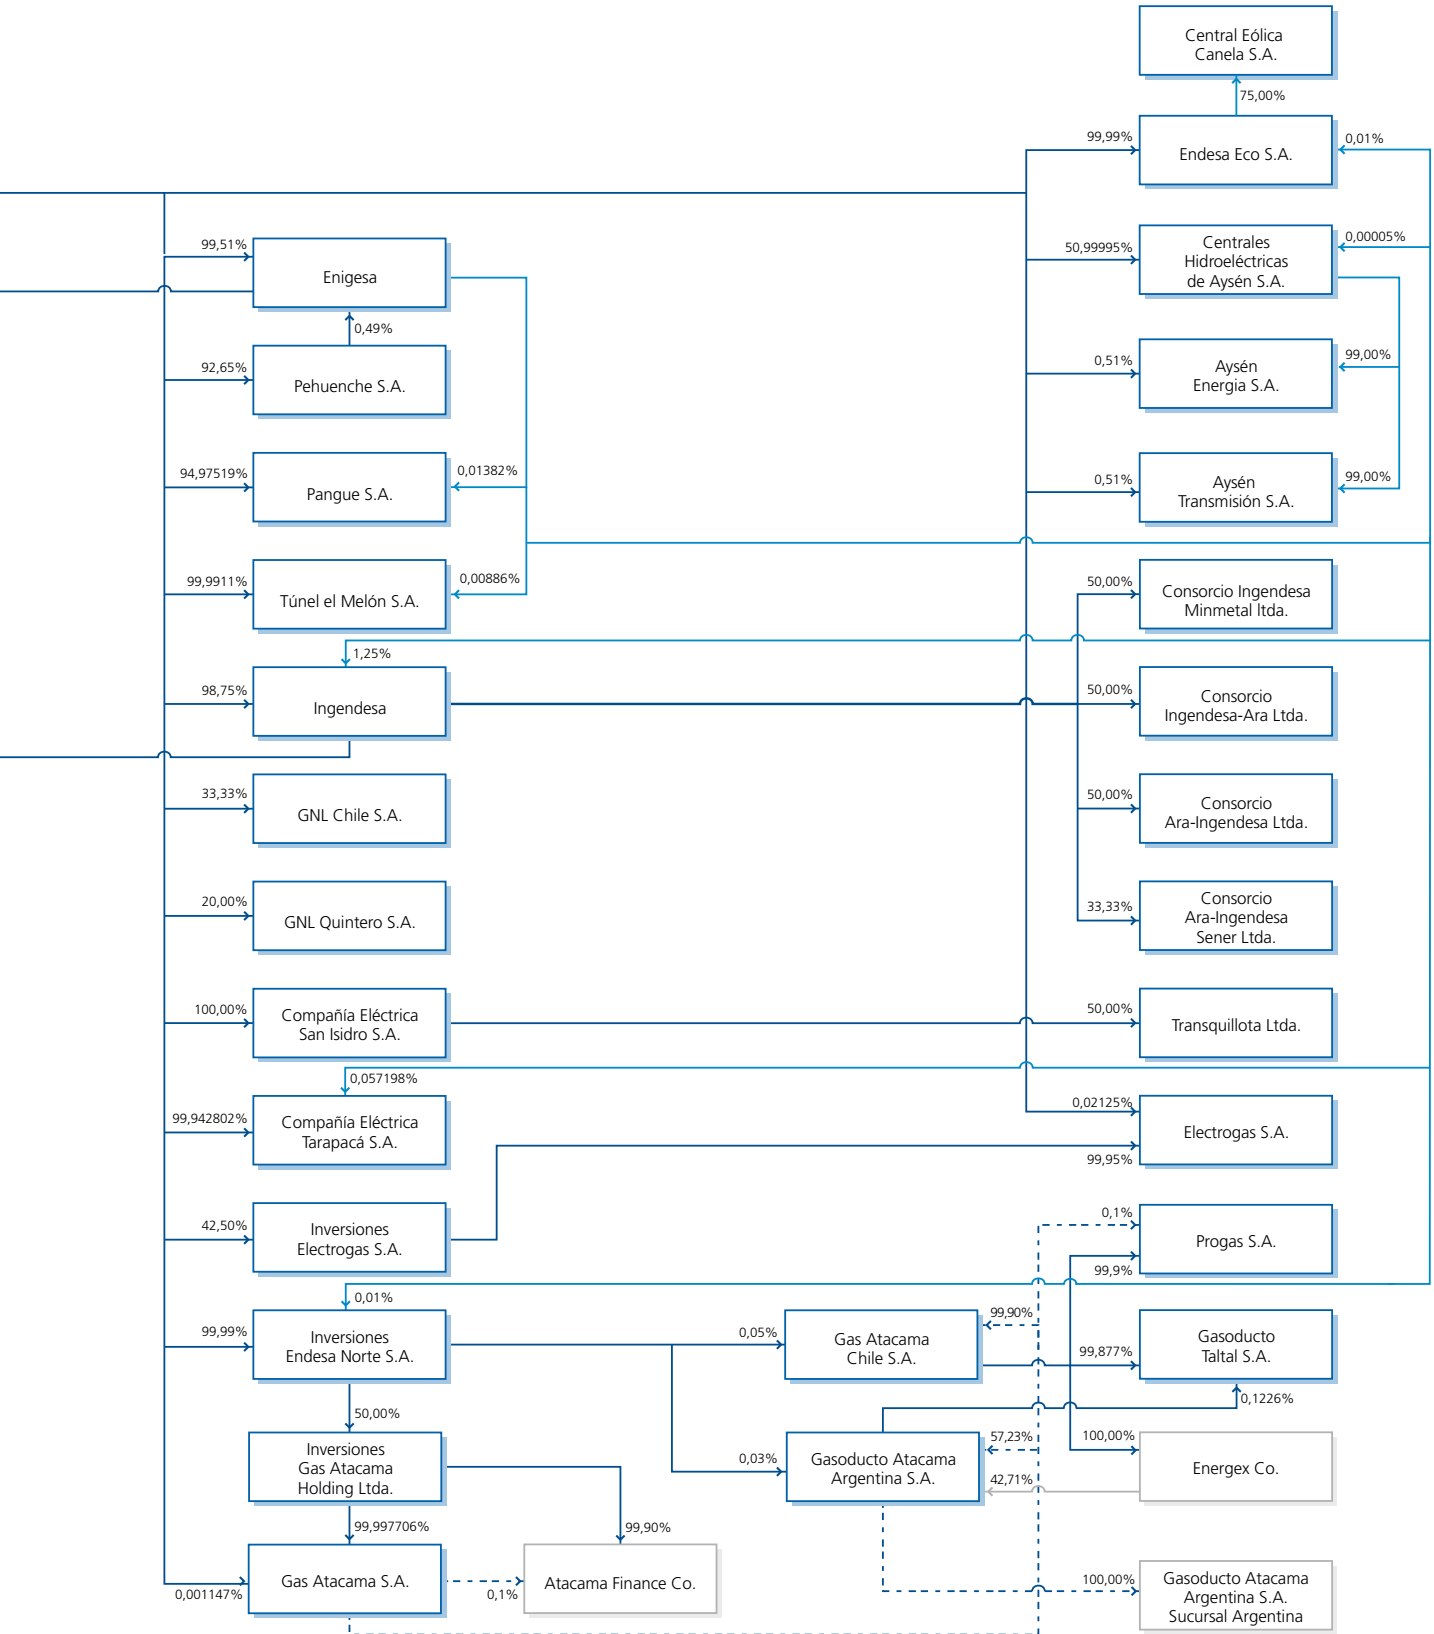 Central Eólica
Canela S.A.
75,00%
99,99%
Endesa Eco S.A.
0,01%
99,51%
Enigesa
0,49%
50,99995%
Centrales
Hidroeléctricas
de Aysén S.A.
0,00005%
92,65%
Pehuenche S.A.
0,51%
Aysén
Energia S.A.
99,00%
94,97519%
Pangue S.A.
0,01382%
0,51%
Aysén
Transmisión S.A.
99,00%
99,9911%
Túnel el Melón S.A.
0,00886%
50,00%
Consorcio Ingendesa
Minmetal ltda.
1,25%
98,75%
Ingendesa
50,00%
Consorcio
Ingendesa-Ara Ltda.
33,33%
GNL Chile S.A.
50,00%
Consorcio
Ara-Ingendesa Ltda.
20,00%
GNL Quintero S.A.
33,33%
Consorcio
Ara-Ingendesa
Sener Ltda.
100,00%
Compañía Eléctrica
San Isidro S.A.
50,00%
Transquillota Ltda.
0,057198%
99,942802%
Compañía Eléctrica
Tarapacá S.A.
0,02125%
Electrogas S.A.
99,95%
42,50%
Inversiones
Electrogas S.A.
0,1%
Progas S.A.
99,9%
0,01%
99,99%
Inversiones
Endesa Norte S.A.
0,05%
Gas Atacama
Chile S.A.
99,90%
99,877%
Gasoducto
Taltal S.A.
0,1226%
50,00%
Inversiones
Gas Atacama
Holding Ltda.
0,03%
Gasoducto Atacama
Argentina S.A.
57,23%
42,71%
100,00%
Energex Co.
99,997706%
99,90%
0,001147%
Gas Atacama S.A.
0,1%
Atacama Finance Co.
100,00%
Gasoducto Atacama
Argentina S.A.
Sucursal Argentina